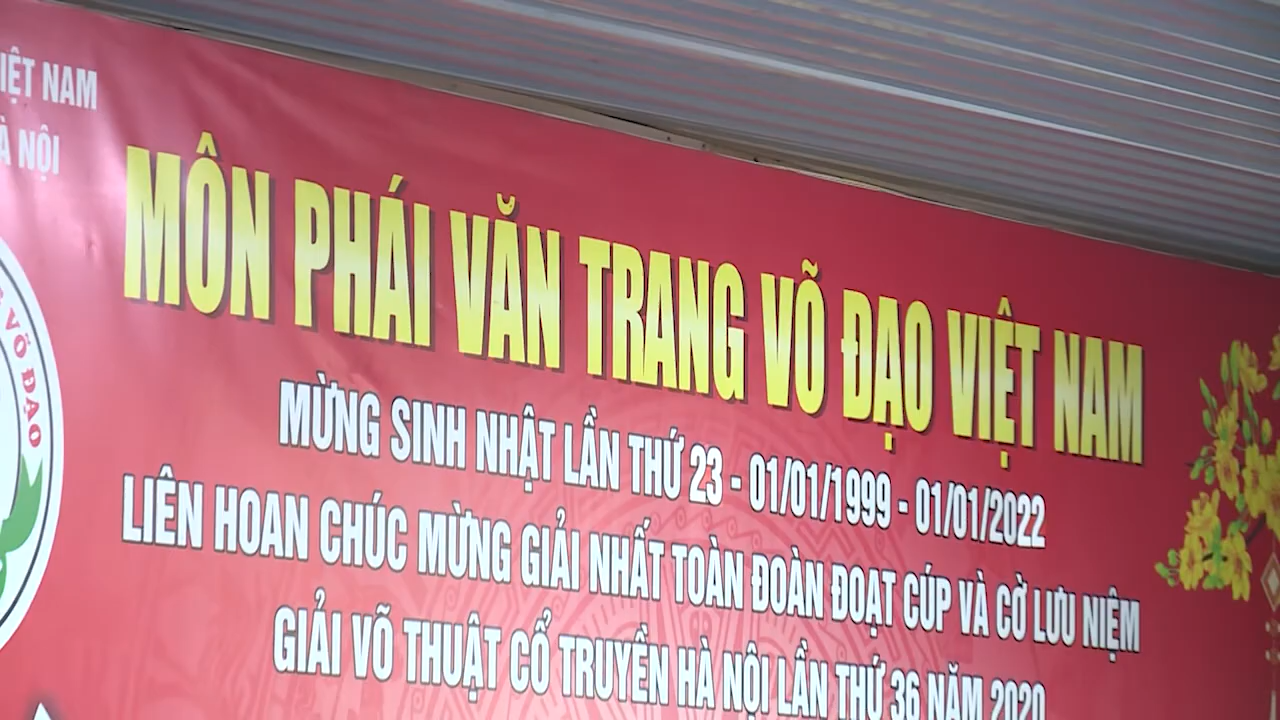 NAM
NỘI
VÕ ĐẠO
MÔN PHÁI VĂN TRANG VÕ ĐẠO VIỆT NAM
MỪNG SINH NHẬT LẦN THỨ 23 - 01/01/1999 - 01/01/2022
LIÊN HOAN CHÚC MỪNG GIẢI NHẤT TOÀN ĐOÀN ĐOẠT CÚP VÀ CỜ LƯU NIỆM
GIẢI VÕ THUẬT CỔ TRUYỀN HÀ NỘI LẦN THỨ 36 NĂM 2020